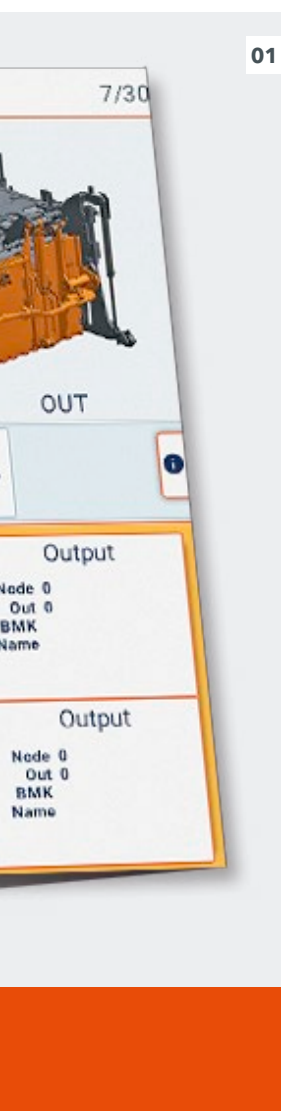 01
7/30
OUT
Output
Node 0
Out 0
BMK
Name
Output
Node 0
Out 0
BMK
Name